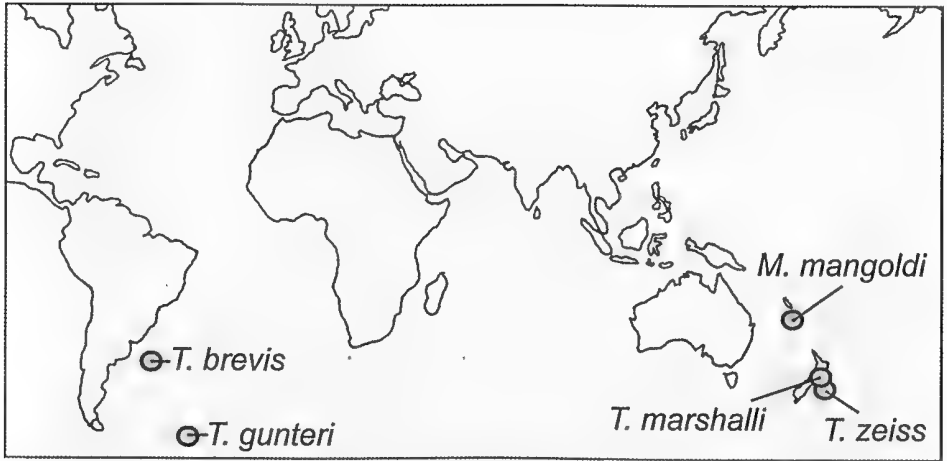 M. mangoldi
T. brevis
T. marshalli
T. zeiss
T. gunteri